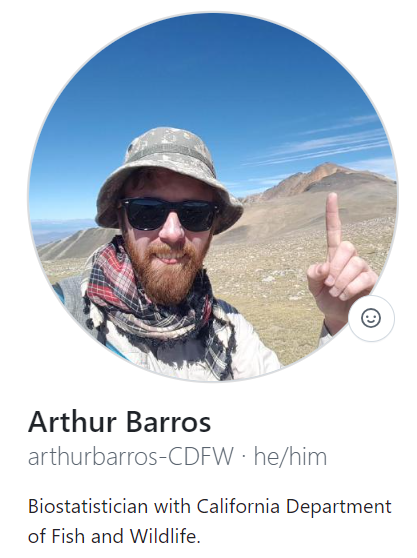 Arthur Barros
arthurbarros-CDFW · he/him
Biostatistician with California Department
of Fish and Wildlife.